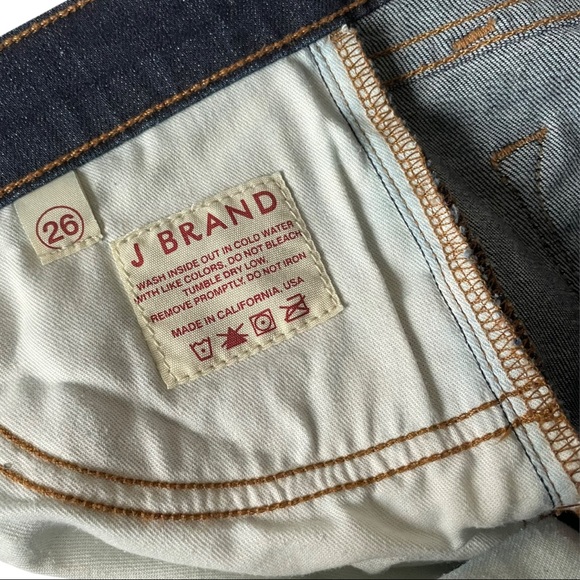 26
J BRAND
WASH INSIDE OUT IN COLD WATER
WITH LIKE COLORS. DO NOT BLEACH
TUMBLE DRY LOW.
REMOVE PROMPTLY. DO NOT IRON
MADE IN CALIFORNIA. USA